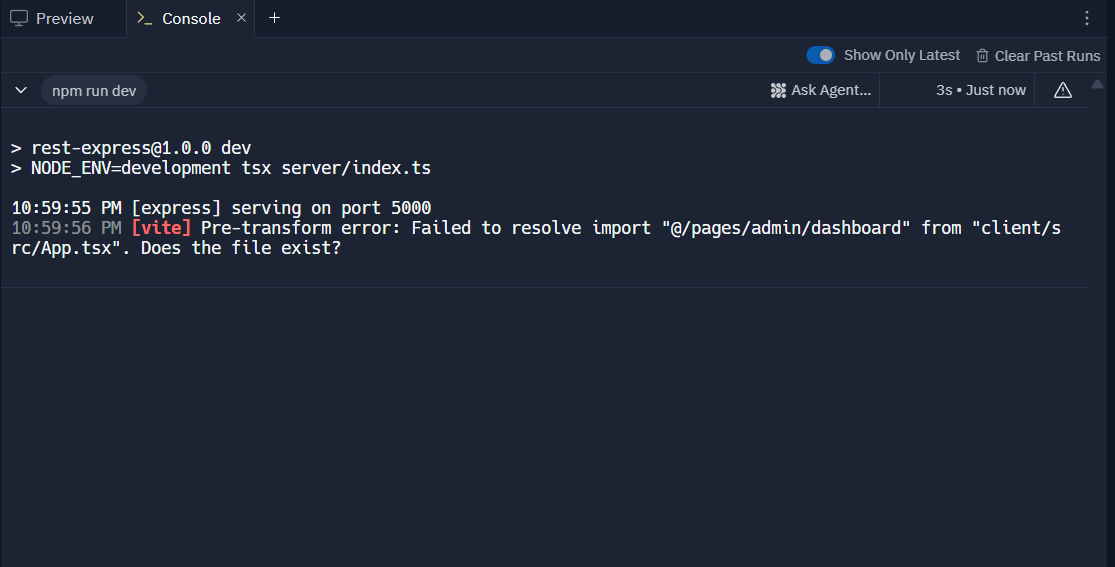 Preview
Console
Show Only Latest
Clear Past Runs
npm run dev
Ask Agent...
3s • Just now
> rest-express@1.0.0 dev
> NODE_ENV=development tsx server/index.ts
10:59:55 PM [express] serving on port 5000
10:59:56 PM [vite] Pre-transform error: Failed to resolve import "@/pages/admin/dashboard" from "client/s
rc/App.tsx". Does the file exist?